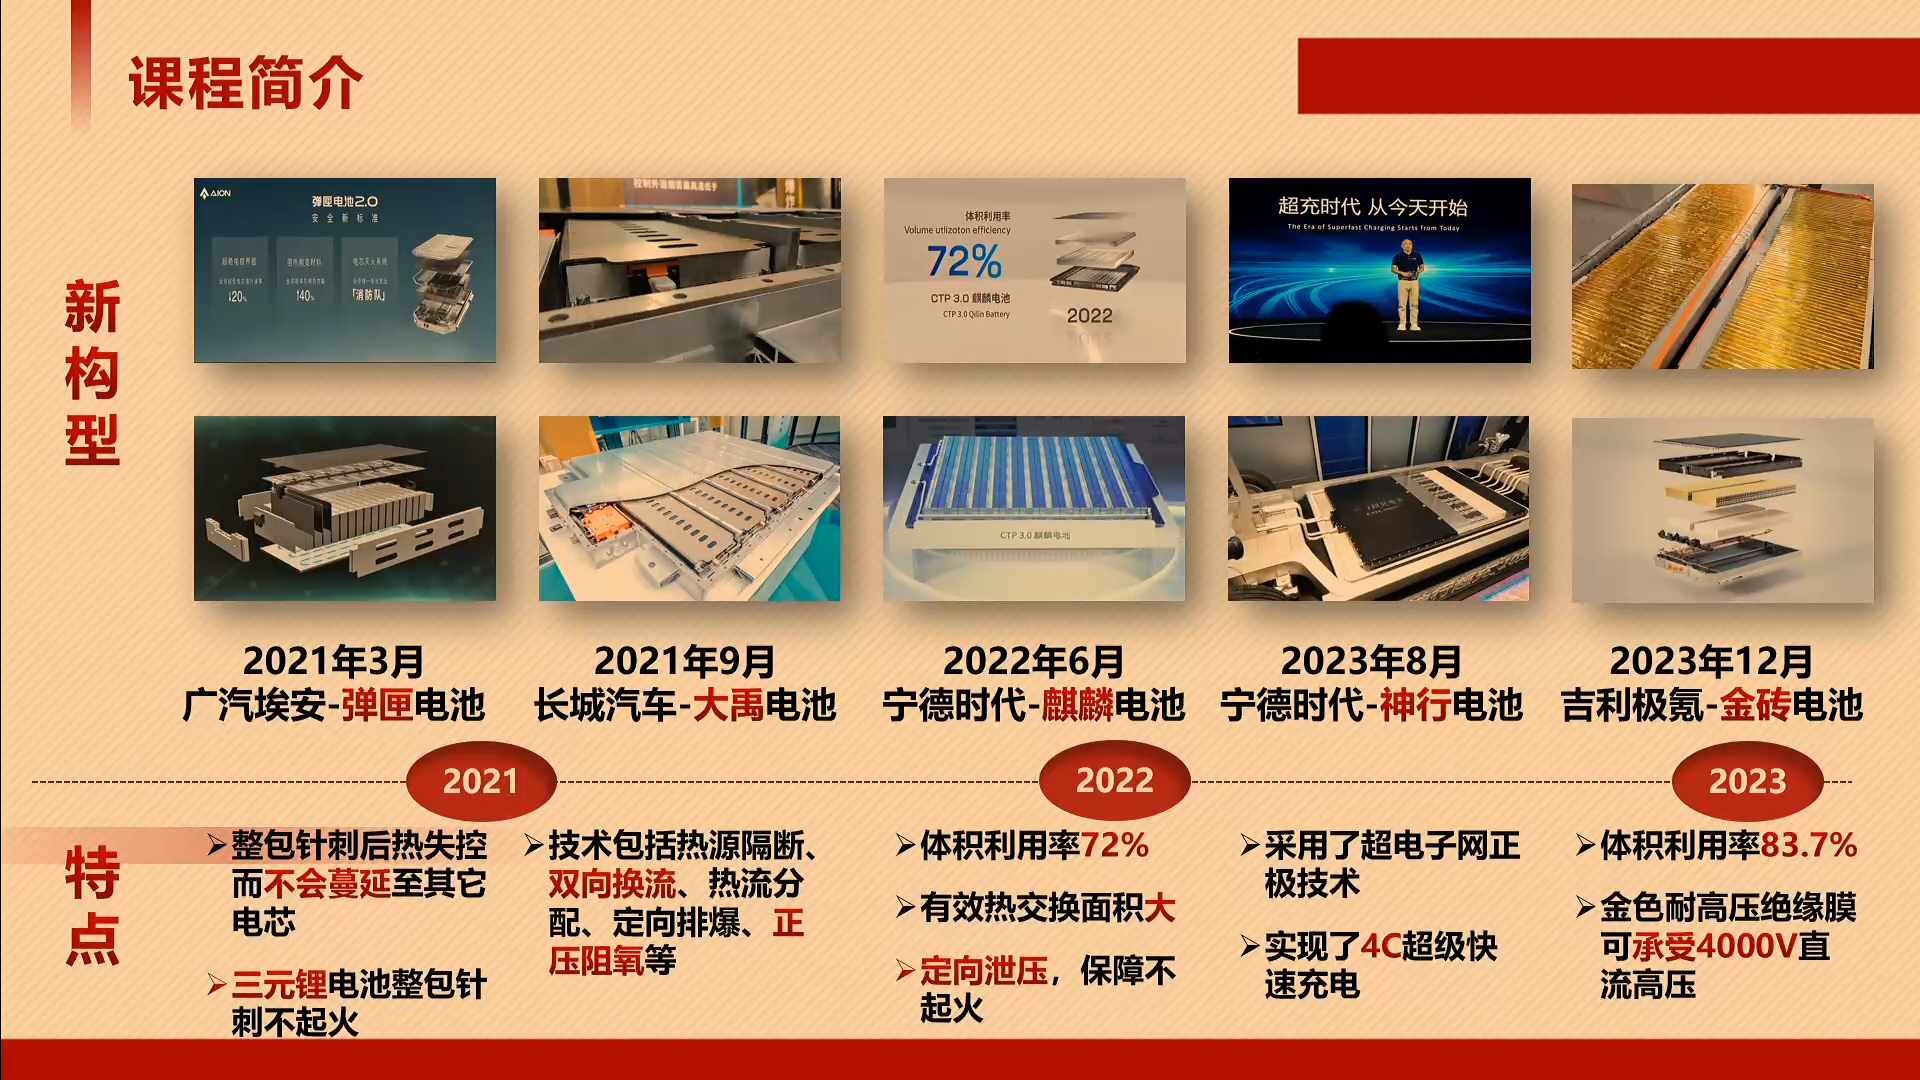 课程简介
新构型
AION
弹匣电池2.0
安全新标准
电芯灭火系统
120%
140%
「消防队」
体积利用率
Volume utlizaton efficiency
72%
CTP 3.0 麒麟电池
CTP 3.0 Qilin Battery
2022
超充时代 从今天开始
The Era of Superfast Charging Starts from Today
CTP 3.0 麒麟电池
2021年3月
广汽埃安-弹匣电池
2021年9月
长城汽车-大禹电池
2022年6月
宁德时代-麒麟电池
2023年8月
宁德时代-神行电池
2023年12月
吉利极氪-金砖电池
2021
2022
2023
特点
整包针刺后热失控
而不会蔓延至其它
电芯
三元锂电池整包针
刺不起火
技术包括热源隔断、
双向换流、热流分
配、定向排爆、正
压阻氧等
体积利用率72%
有效热交换面积大
定向泄压，保障不
起火
采用了超电子网正
极技术
实现了4C超级快
速充电
体积利用率83.7%
金色耐高压绝缘膜
可承受4000V直
流高压